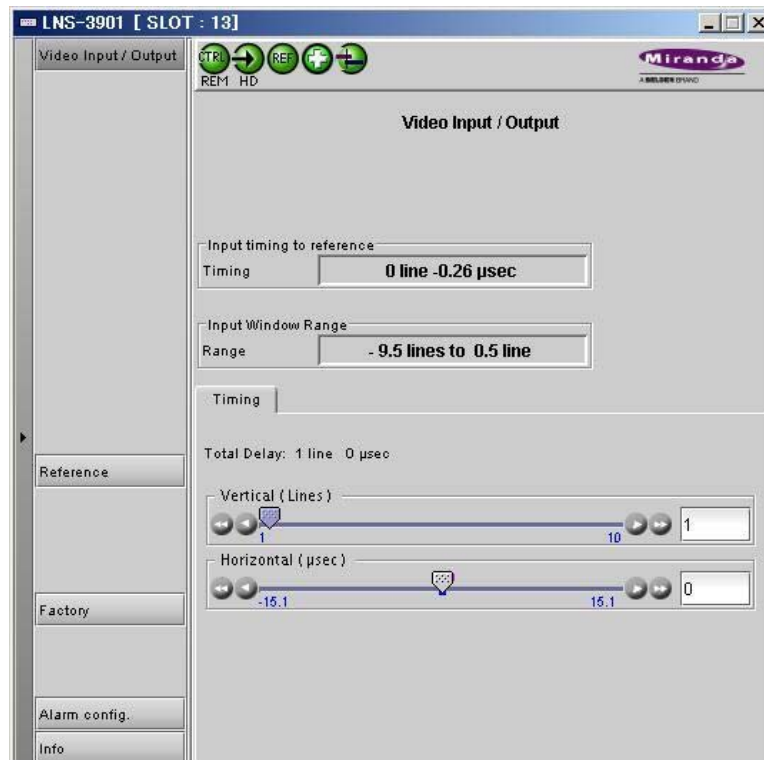 LNS-3901 [ SLOT : 13]
Video Input / Output
CTRL
REF
REM HD
Miranda
A BELDEN BRAND
Video Input / Output
Input timing to reference
Timing 0 line -0.26 µsec
Input Window Range
Range - 9.5 lines to 0.5 line
Timing
Total Delay: 1 line 0 µsec
Reference
Vertical ( Lines )
1 10 1
Horizontal ( µsec )
-15.1 15.1 0
Factory
Alarm config.
Info